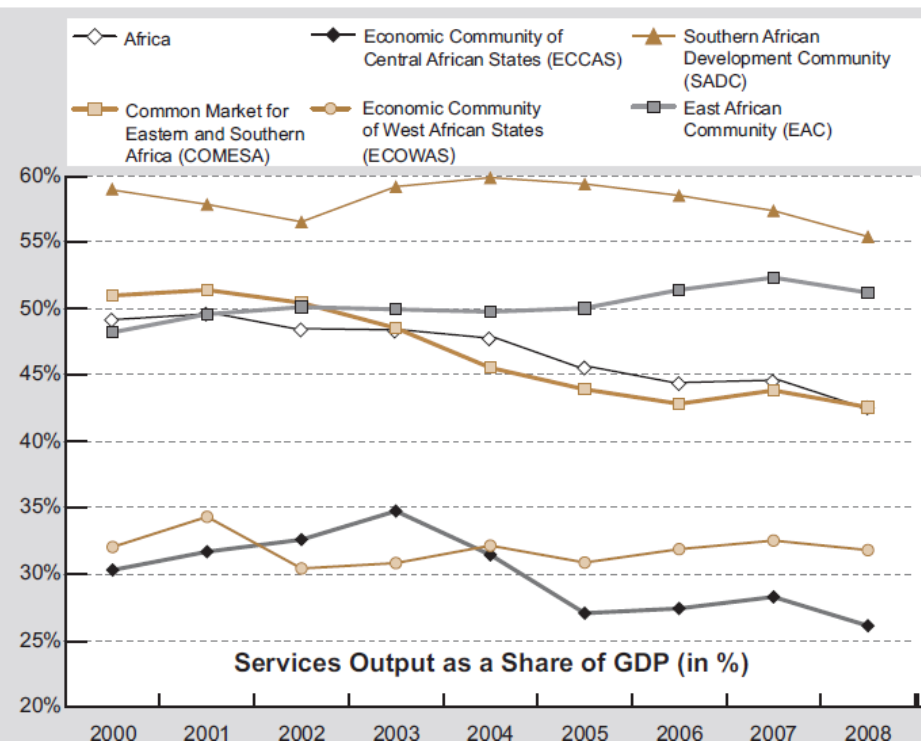 Africa
Economic Community of
Central African States (ECCAS)
Southern African
Development Community
(SADC)
Common Market for
Eastern and Southern
Africa (COMESA)
Economic Community
of West African States
(ECOWAS)
East African
Community (EAC)
60%
55%
50%
45%
40%
35%
30%
25%
20%
Services Output as a Share of GDP (in %)
2000 2001 2002 2003 2004 2005 2006 2007 2008